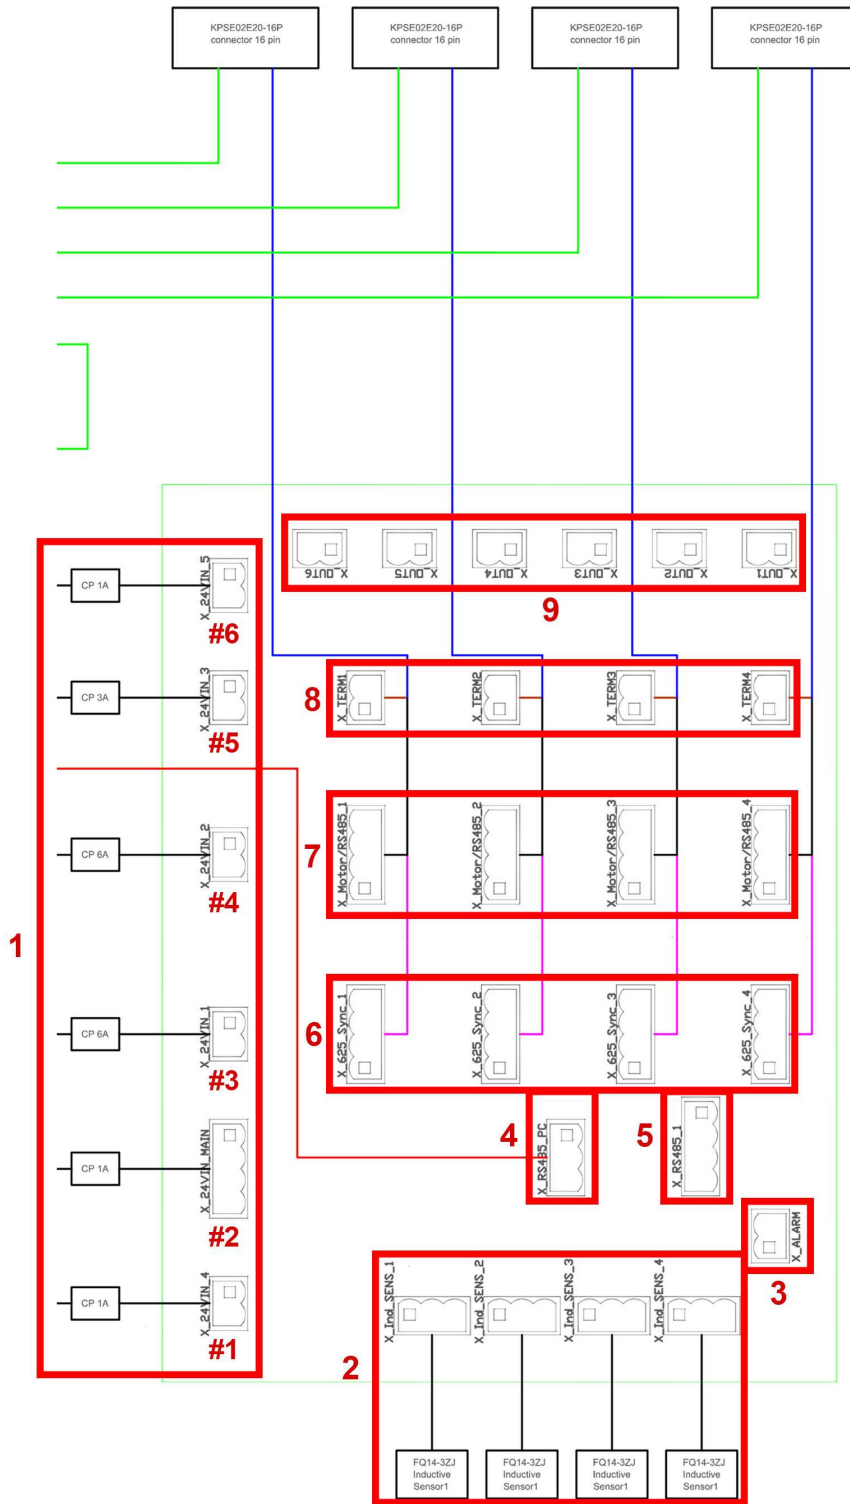 KPSE02E20-16P
connector 16 pin
KPSE02E20-16P
connector 16 pin
KPSE02E20-16P
connector 16 pin
KPSE02E20-16P
connector 16 pin
X_OUT6
X_OUT5
X_OUT4
X_OUT3
X_OUT2
X_OUT1
9
CP 1A
X_24VIN_5
#6
CP 3A
X_24VIN_3
#5
8
X_TERM1
X_TERM2
X_TERM3
X_TERM4
CP 6A
X_24VIN_2
#4
7
X_Motor/RS485_1
X_Motor/RS485_2
X_Motor/RS485_3
X_Motor/RS485_4
1
CP 6A
X_24VIN_1
#3
6
X_625_Sync_1
X_625_Sync_2
X_625_Sync_3
X_625_Sync_4
CP 1A
X_24VIN_MAIN
#2
4
X_RS485_PC
5
X_RS485_1
X_ALARM
3
CP 1A
X_24VIN_4
#1
2
X_Ind_SENS_1
X_Ind_SENS_2
X_Ind_SENS_3
X_Ind_SENS_4
FQ14-3ZJ
Inductive
Sensor1
FQ14-3ZJ
Inductive
Sensor1
FQ14-3ZJ
Inductive
Sensor1
FQ14-3ZJ
Inductive
Sensor1